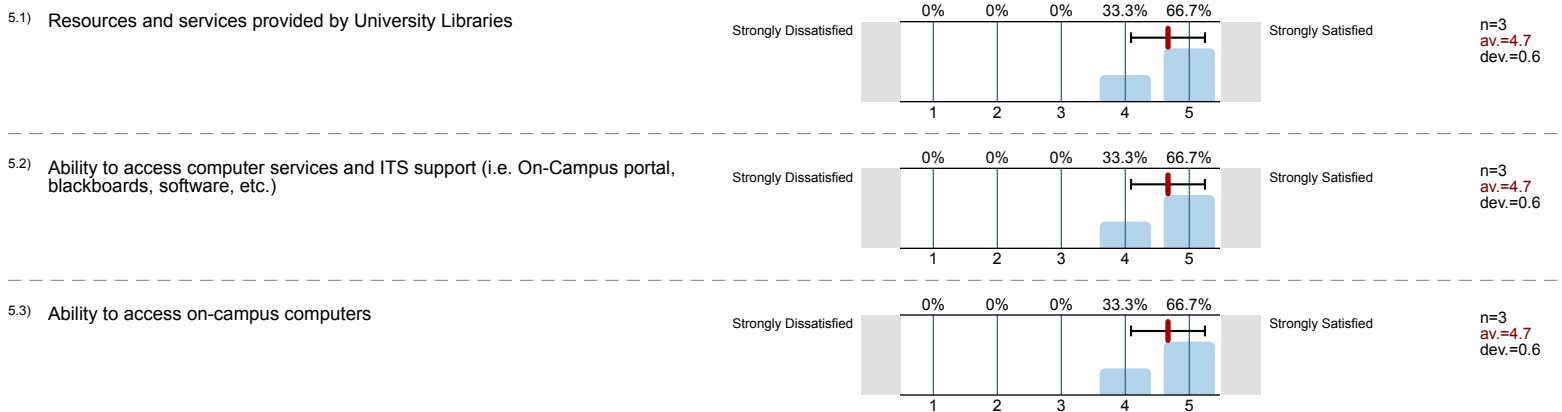 5.1) Resources and services provided by University Libraries
0% 0% 0% 33.3% 66.7%
Strongly Dissatisfied
Strongly Satisfied
n=3
av.=4.7
dev.=0.6
1 2 3 4 5
5.2) Ability to access computer services and ITS support (i.e. On-Campus portal,
blackboards, software, etc.)
0% 0% 0% 33.3% 66.7%
Strongly Dissatisfied
Strongly Satisfied
n=3
av.=4.7
dev.=0.6
1 2 3 4 5
5.3) Ability to access on-campus computers
0% 0% 0% 33.3% 66.7%
Strongly Dissatisfied
Strongly Satisfied
n=3
av.=4.7
dev.=0.6
1 2 3 4 5